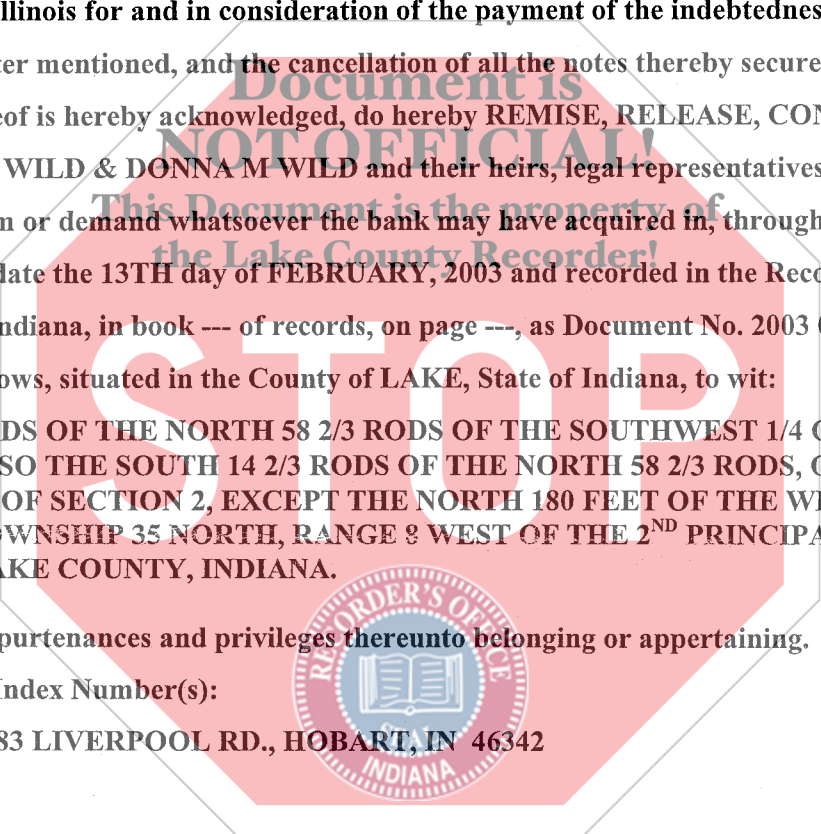 llinois for and in consideration of the payment of the indebtednes
ter mentioned, and the cancellation of all the notes thereby secure
eof is hereby acknowledged, do hereby REMISE, RELEASE, CON
WILD & DONNA M WILD and their heirs, legal representatives
m or demand whatsoever the bank may have acquired in, through
date the 13TH day of FEBRUARY, 2003 and recorded in the Reco
ndiana, in book --- of records, on page ---, as Document No. 2003
ows, situated in the County of LAKE, State of Indiana, to wit:
DS OF THE NORTH 58 2/3 RODS OF THE SOUTHWEST 1/4 O
SO THE SOUTH 14 2/3 RODS OF THE NORTH 58 2/3 RODS, O
OF SECTION 2, EXCEPT THE NORTH 180 FEET OF THE WE
OWNSHIP 35 NORTH, RANGE 8 WEST OF THE 2ND PRINCIPA
AKE COUNTY, INDIANA.
purtenances and privileges thereunto belonging or appertaining.
Index Number(s):
83 LIVERPOOL RD., HOBART, IN 46342
Document is
NOT OFFICIAL!
This Document is the property of
the Lake County Recorder!
STOP
RECORDER'S OFFICE
SEAL
INDIANA